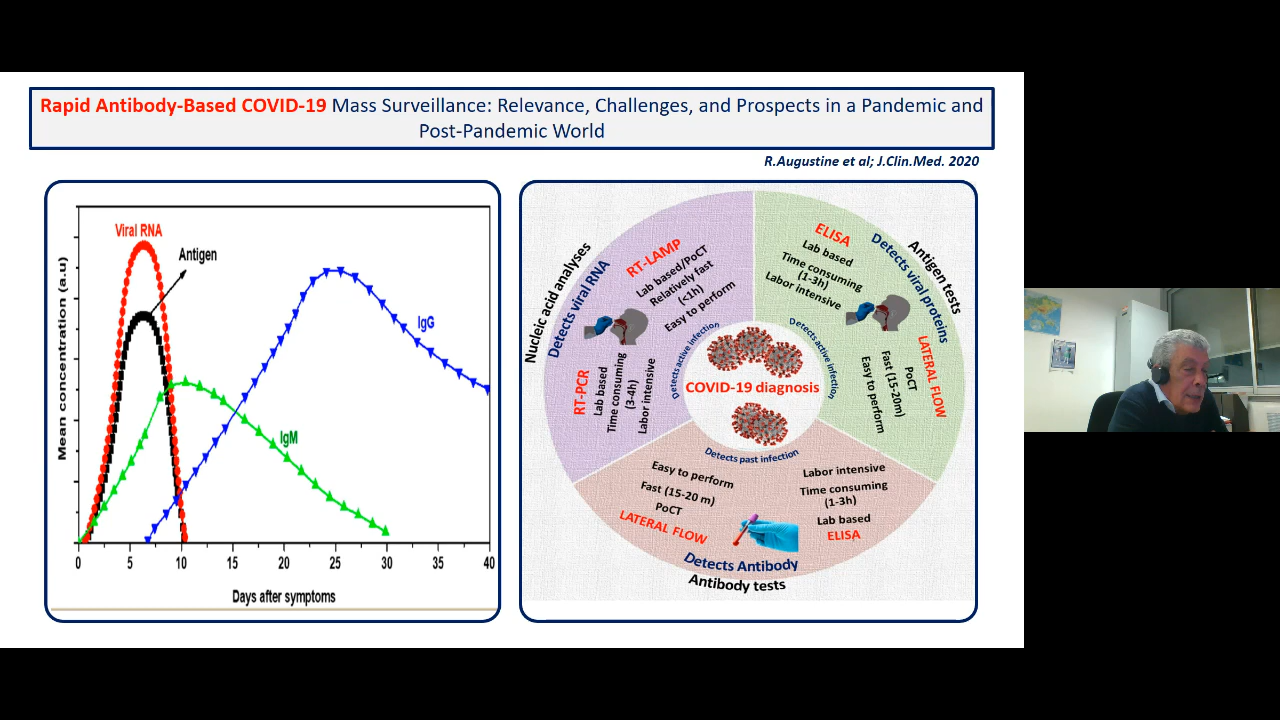 Rapid Antibody-Based COVID-19 Mass Surveillance: Relevance, Challenges, and Prospects in a Pandemic and
Post-Pandemic World
R.Augustine et al; J.Clin.Med. 2020
Mean concentration (a.u)
Viral RNA
Antigen
IgG
IgM
0 5 10 15 20 25 30 35 40
Days after symptoms
Nucleic acid analyses
Detects viral RNA
RT-LAMP
Lab based/PoCT
Relatively fast
(<1h)
Easy to perform
RT-PCR
Lab based
Time consuming
(3-4h)
Labor intensive
Detects active infection
Antigen tests
Detects viral proteins
ELISA
Lab based
Time consuming
(1-3h)
Labor intensive
LATERAL FLOW
PoCT
Fast (15-20m)
Easy to perform
Detects active infection
COVID-19 diagnosis
Detects past infection
Easy to perform
Fast (15-20 m)
PoCT
LATERAL FLOW
Labor intensive
Time consuming
(1-3h)
Lab based
ELISA
Detects Antibody
Antibody tests